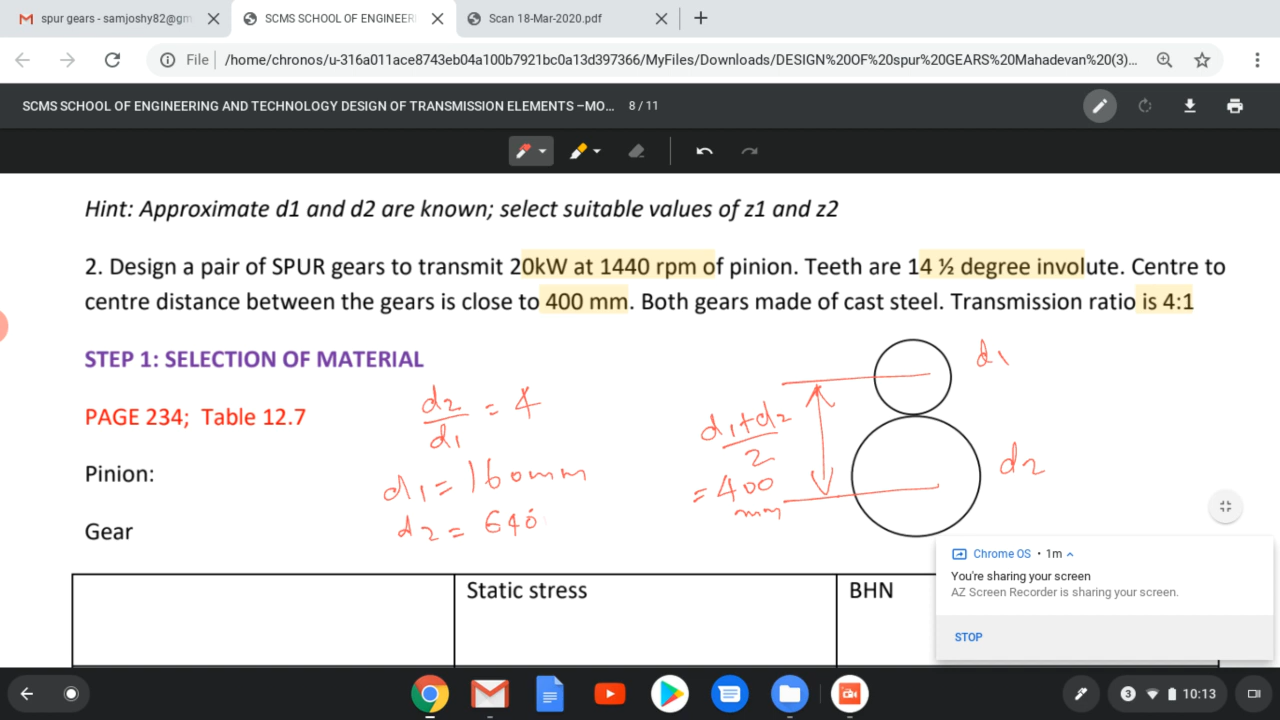 spur gears - samjoshy82@gm
SCMS SCHOOL OF ENGINEERI
Scan 18-Mar-2020.pdf
File /home/chronos/u-316a011ace8743eb04a100b7921bc0a13d397366/MyFiles/Downloads/DESIGN%20OF%20spur%20GEARS%20Mahadevan%20(3)...
SCMS SCHOOL OF ENGINEERING AND TECHNOLOGY DESIGN OF TRANSMISSION ELEMENTS –MO... 8 / 11
Hint: Approximate d1 and d2 are known; select suitable values of z1 and z2
2. Design a pair of SPUR gears to transmit 20kW at 1440 rpm of pinion. Teeth are 14 ½ degree involute. Centre to
centre distance between the gears is close to 400 mm. Both gears made of cast steel. Transmission ratio is 4:1
STEP 1: SELECTION OF MATERIAL
PAGE 234; Table 12.7
Pinion:
Gear
d2/d1 = 4
d1 = 160mm
d2 = 640
d1+d2/2
= 400
mm
d1
d2
Static stress
BHN
Chrome OS • 1m
You're sharing your screen
AZ Screen Recorder is sharing your screen.
STOP
3 10:13